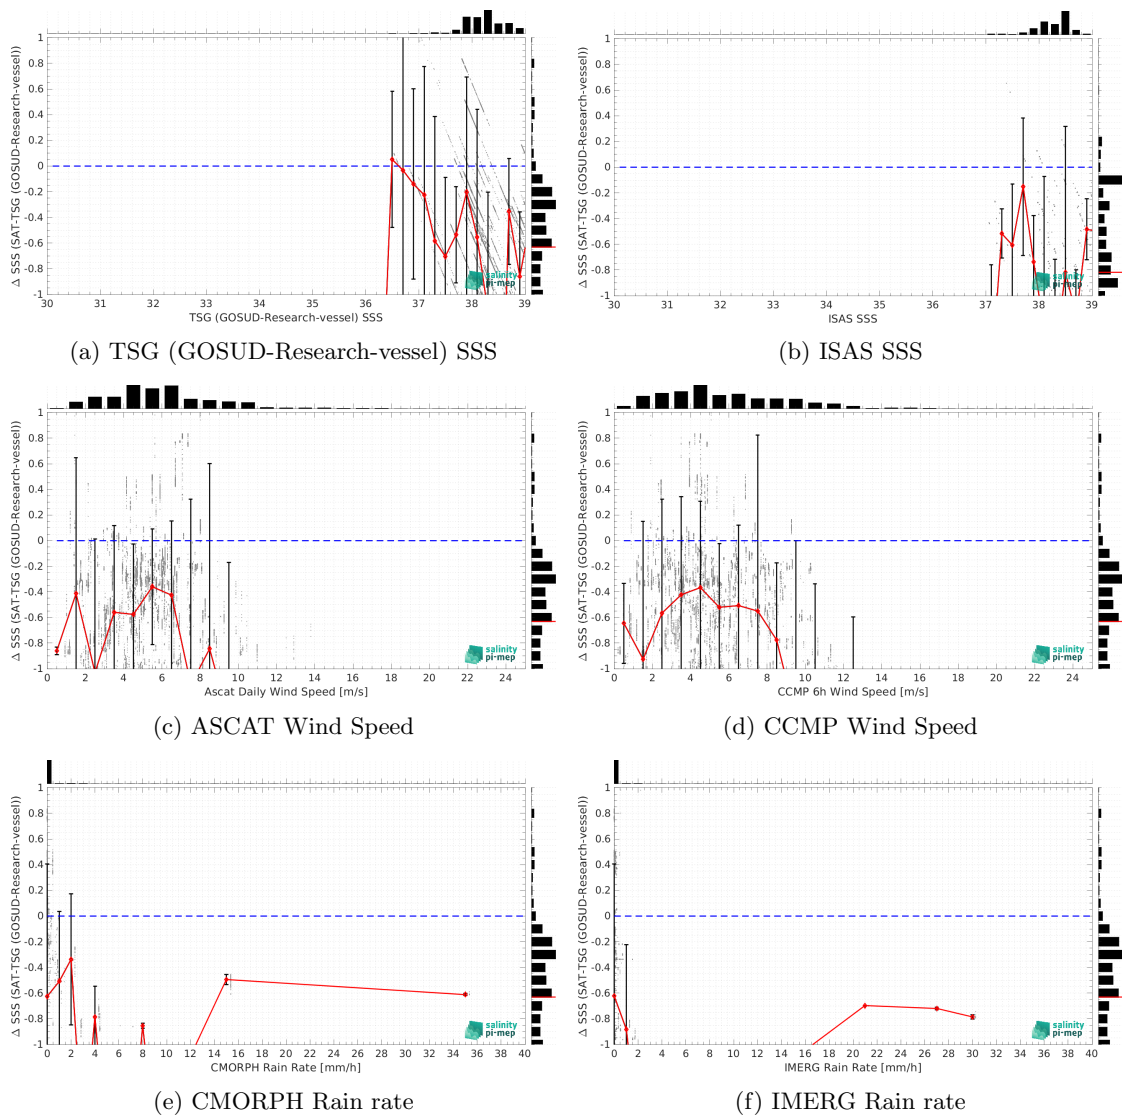 Δ SSS (SAT-TSG (GOSUD-Research-vessel))
1
0.8
0.6
0.4
0.2
0
-0.2
-0.4
-0.6
-0.8
-1
30 31 32 33 34 35 36 37 38 39
TSG (GOSUD-Research-vessel) SSS
salinity
pi-mep
(a) TSG (GOSUD-Research-vessel) SSS
Δ SSS (SAT-TSG (GOSUD-Research-vessel))
1
0.8
0.6
0.4
0.2
0
-0.2
-0.4
-0.6
-0.8
-1
30 31 32 33 34 35 36 37 38 39
ISAS SSS
salinity
pi-mep
(b) ISAS SSS
Δ SSS (SAT-TSG (GOSUD-Research-vessel))
1
0.8
0.6
0.4
0.2
0
-0.2
-0.4
-0.6
-0.8
-1
0 2 4 6 8 10 12 14 16 18 20 22 24
Ascat Daily Wind Speed [m/s]
salinity
pi-mep
(c) ASCAT Wind Speed
Δ SSS (SAT-TSG (GOSUD-Research-vessel))
1
0.8
0.6
0.4
0.2
0
-0.2
-0.4
-0.6
-0.8
-1
0 2 4 6 8 10 12 14 16 18 20 22 24
CCMP 6h Wind Speed [m/s]
salinity
pi-mep
(d) CCMP Wind Speed
Δ SSS (SAT-TSG (GOSUD-Research-vessel))
1
0.8
0.6
0.4
0.2
0
-0.2
-0.4
-0.6
-0.8
-1
0 2 4 6 8 10 12 14 16 18 20 22 24 26 28 30 32 34 36 38 40
CMORPH Rain Rate [mm/h]
salinity
pi-mep
(e) CMORPH Rain rate
Δ SSS (SAT-TSG (GOSUD-Research-vessel))
1
0.8
0.6
0.4
0.2
0
-0.2
-0.4
-0.6
-0.8
-1
0 2 4 6 8 10 12 14 16 18 20 22 24 26 28 30 32 34 36 38 40
IMERG Rain Rate [mm/h]
salinity
pi-mep
(f) IMERG Rain rate